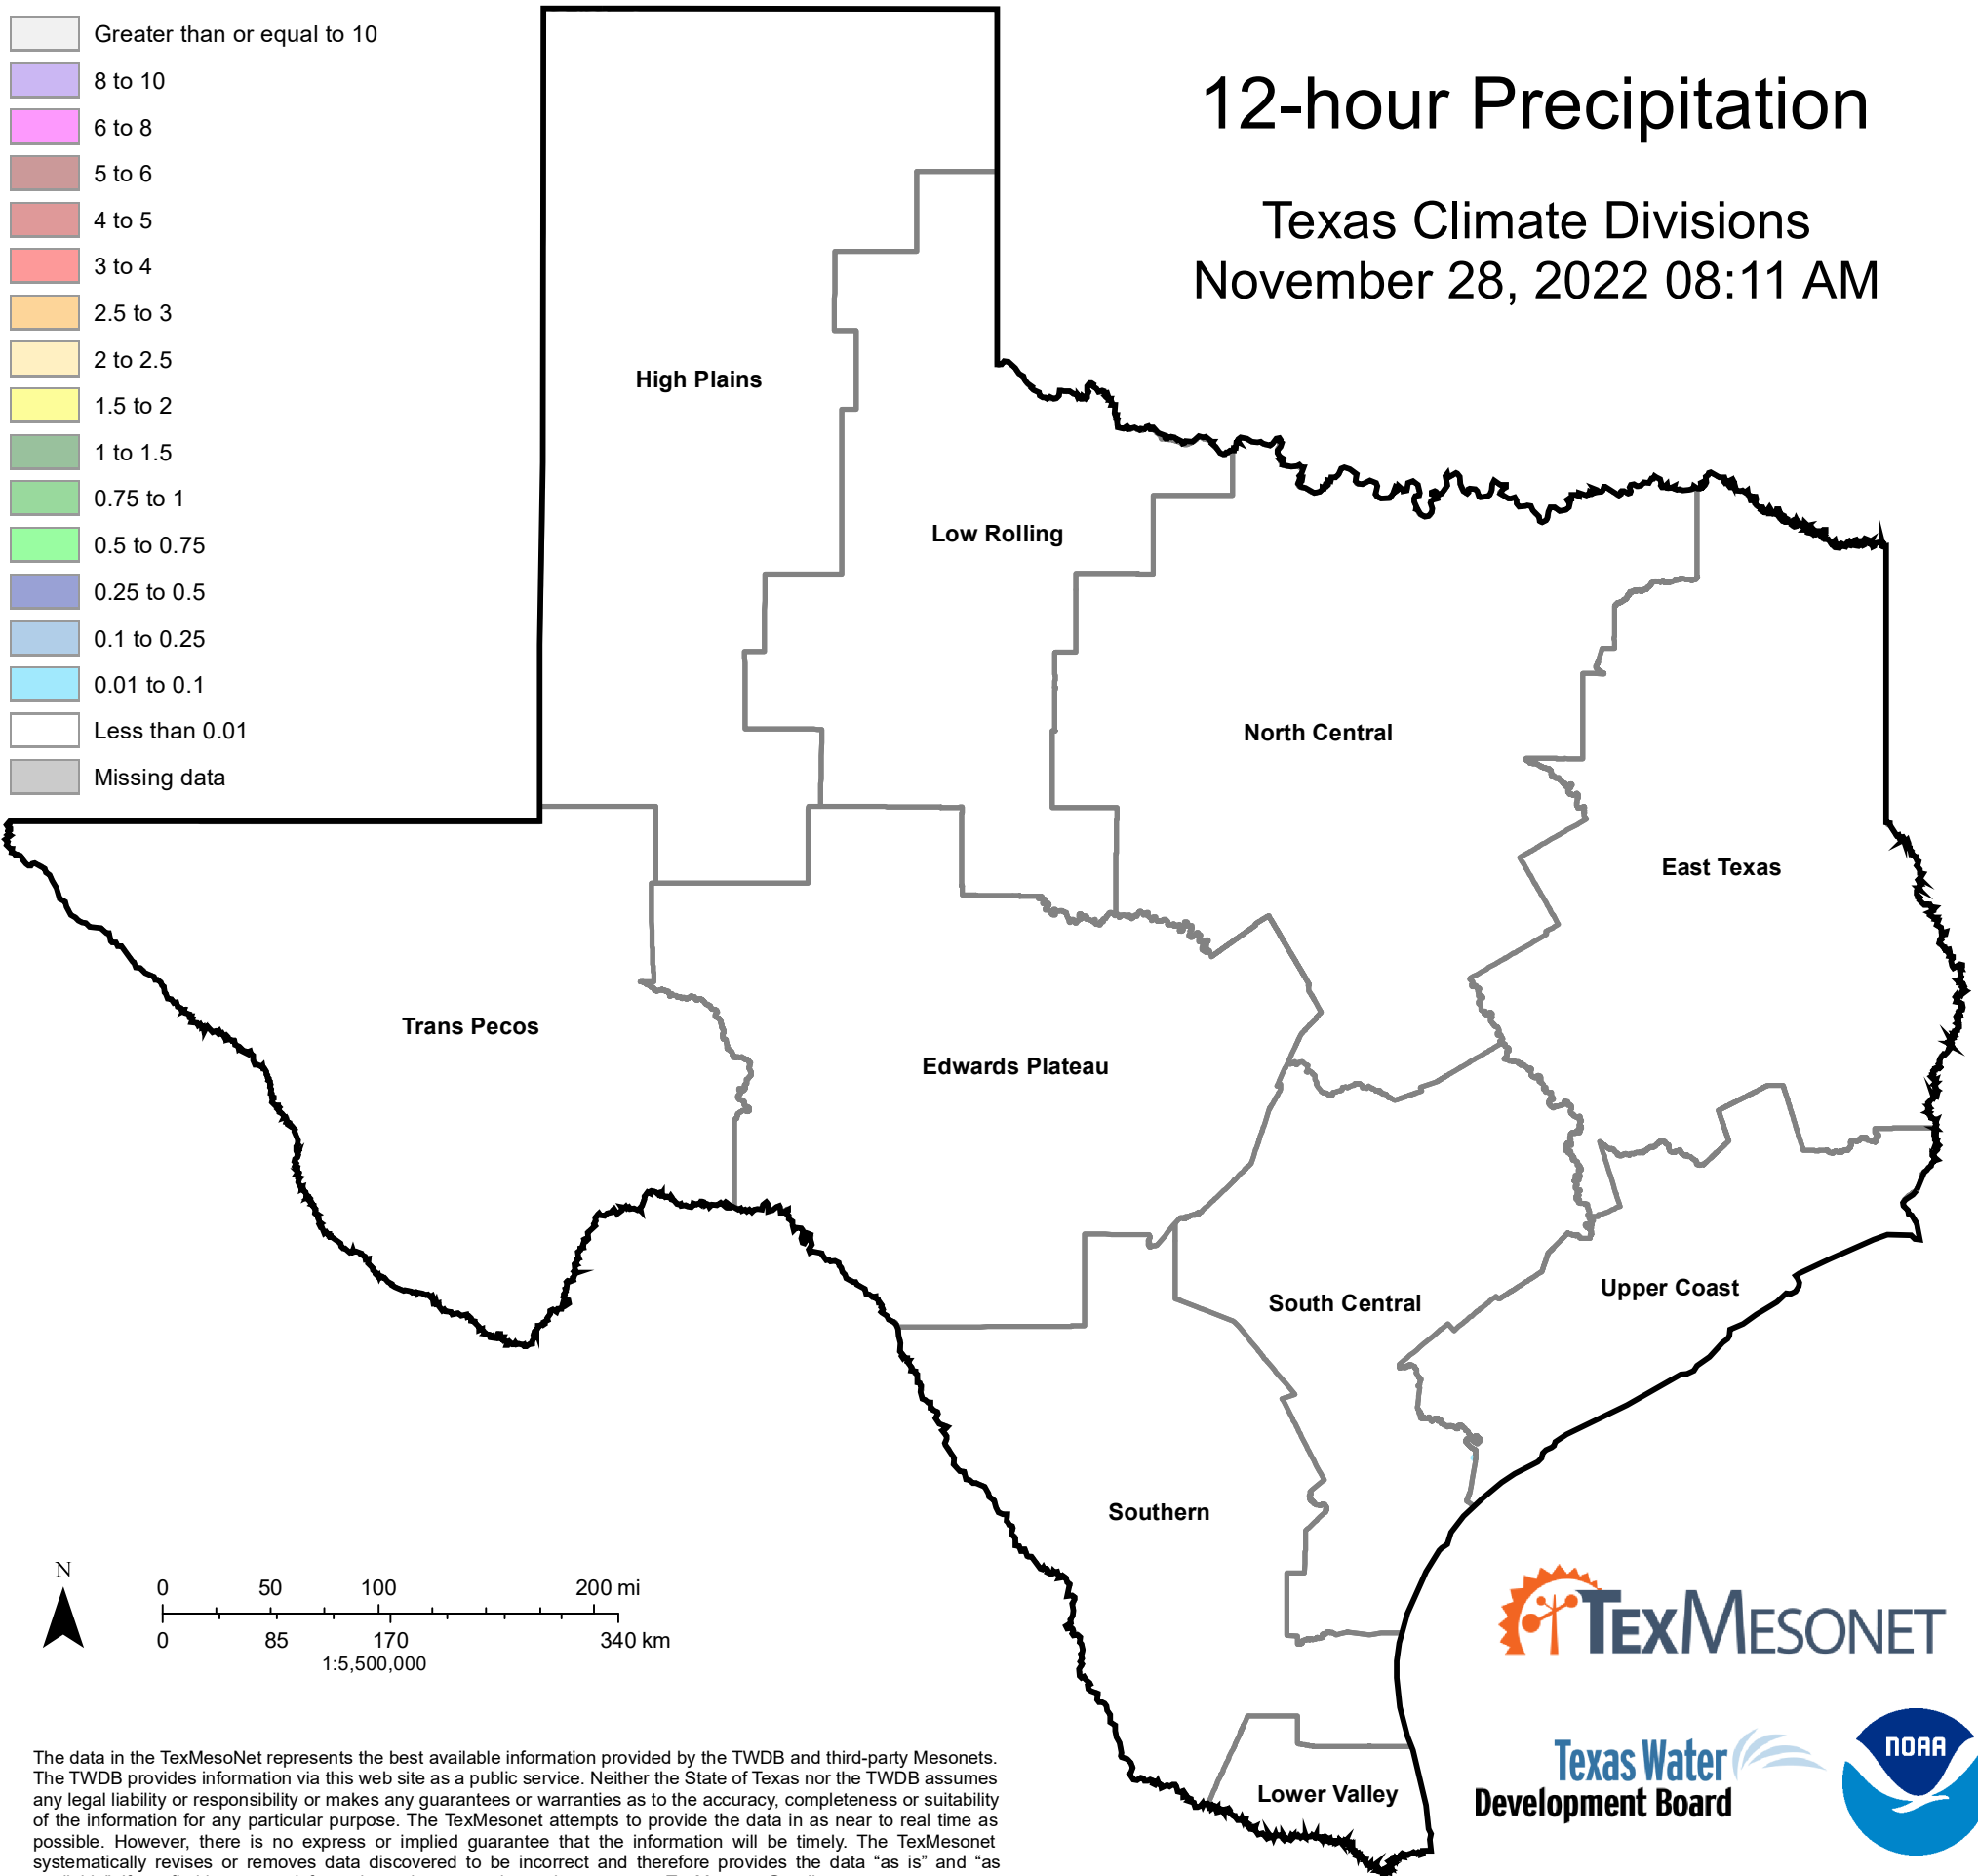 Greater than or equal to 10
8 to 10
6 to 8
5 to 6
4 to 5
3 to 4
2.5 to 3
2 to 2.5
1.5 to 2
1 to 1.5
0.75 to 1
0.5 to 0.75
0.25 to 0.5
0.1 to 0.25
0.01 to 0.1
Less than 0.01
Missing data
12-hour Precipitation
Texas Climate Divisions
November 28, 2022 08:11 AM
High Plains
Low Rolling
North Central
East Texas
Trans Pecos
Edwards Plateau
South Central
Upper Coast
Southern
Lower Valley
N
0 50 100 200 mi
0 85 170 340 km
1:5,500,000
TEXMESONET
Texas Water
Development Board
NOAA
The data in the TexMesoNet represents the best available information provided by the TWDB and third-party Mesonets.
The TWDB provides information via this web site as a public service. Neither the State of Texas nor the TWDB assumes
any legal liability or responsibility or makes any guarantees or warranties as to the accuracy, completeness or suitability
of the information for any particular purpose. The TexMesonet attempts to provide the data in as near to real time as
possible. However, there is no express or implied guarantee that the information will be timely. The TexMesonet
systematically revises or removes data discovered to be incorrect and therefore provides the data “as is” and “as